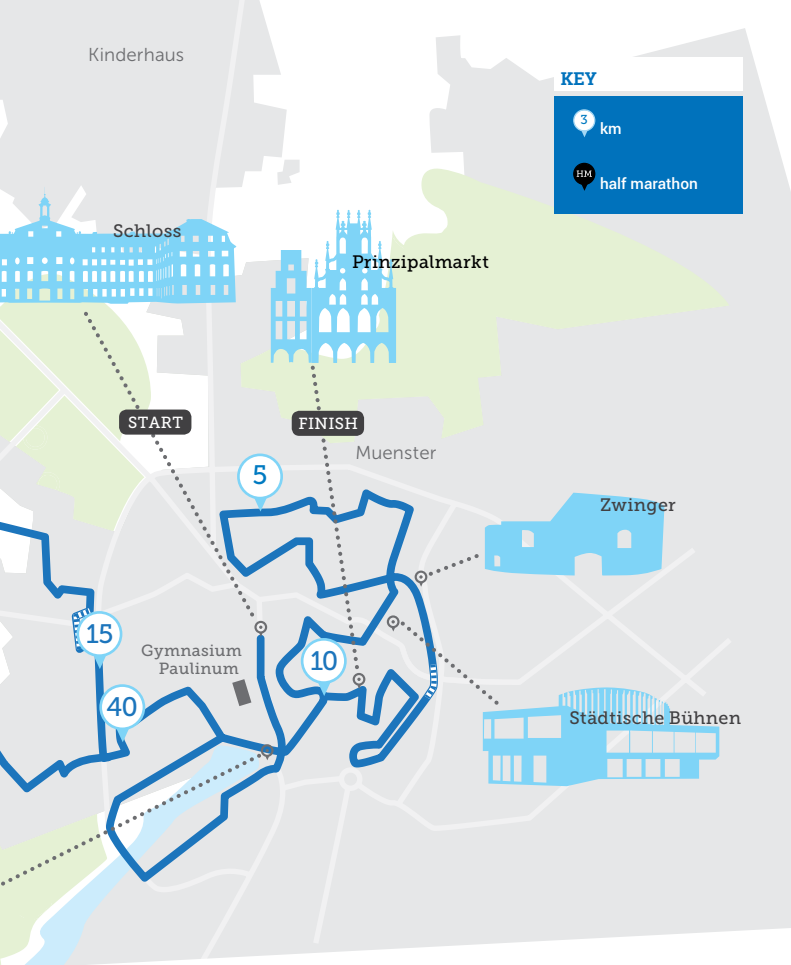 Kinderhaus
KEY
3 km
HM half marathon
Schloss
Prinzipalmarkt
START
FINISH
Muenster
5
Zwinger
15
Gymnasium
Paulinum
10
40
Städtische Bühnen